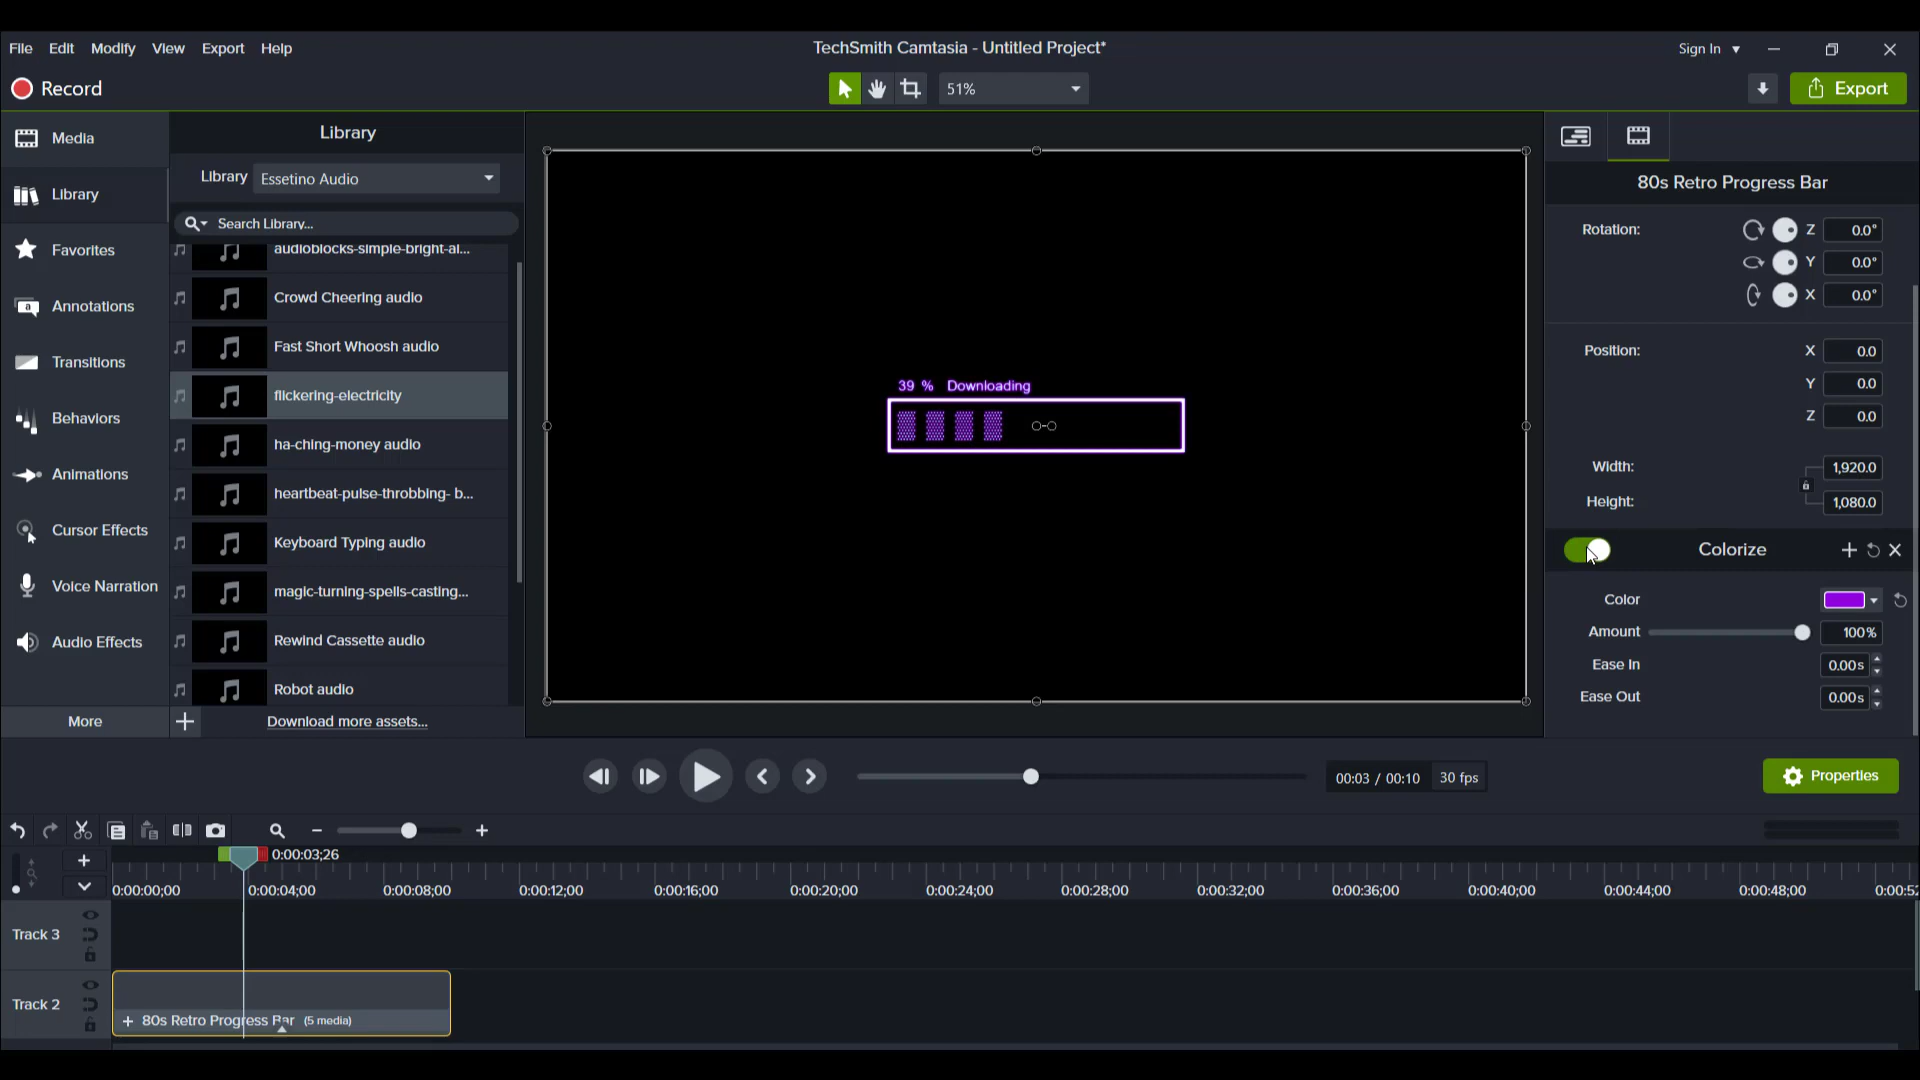 File Edit Modify View Export Help
TechSmith Camtasia - Untitled Project*
Sign In
Record
51%
Export
Media
Library
Favorites
Annotations
Transitions
Behaviors
Animations
Cursor Effects
Voice Narration
Audio Effects
More
Library
Library Essetino Audio
Search Library...
audioblocks-simple-bright-al...
Crowd Cheering audio
Fast Short Whoosh audio
flickering-electricity
ha-ching-money audio
heartbeat-pulse-throbbing- b...
Keyboard Typing audio
magic-turning-spells-casting...
Rewind Cassette audio
Robot audio
Download more assets...
39 % Downloading
80s Retro Progress Bar
Rotation: Z 0.0°
Y 0.0°
X 0.0°
Position: X 0.0
Y 0.0
Z 0.0
Width: 1,920.0
Height: 1,080.0
Colorize
Color
Amount 100%
Ease In 0.00s
Ease Out 0.00s
00:03 / 00:10 30 fps
Properties
0:00:03;26
0:00:00;00 0:00:04;00 0:00:08;00 0:00:12;00 0:00:16;00 0:00:20;00 0:00:24;00 0:00:28;00 0:00:32;00 0:00:36;00 0:00:40;00 0:00:44;00 0:00:48;00 0:00:52
Track 3
Track 2
80s Retro Progress Bar (5 media)